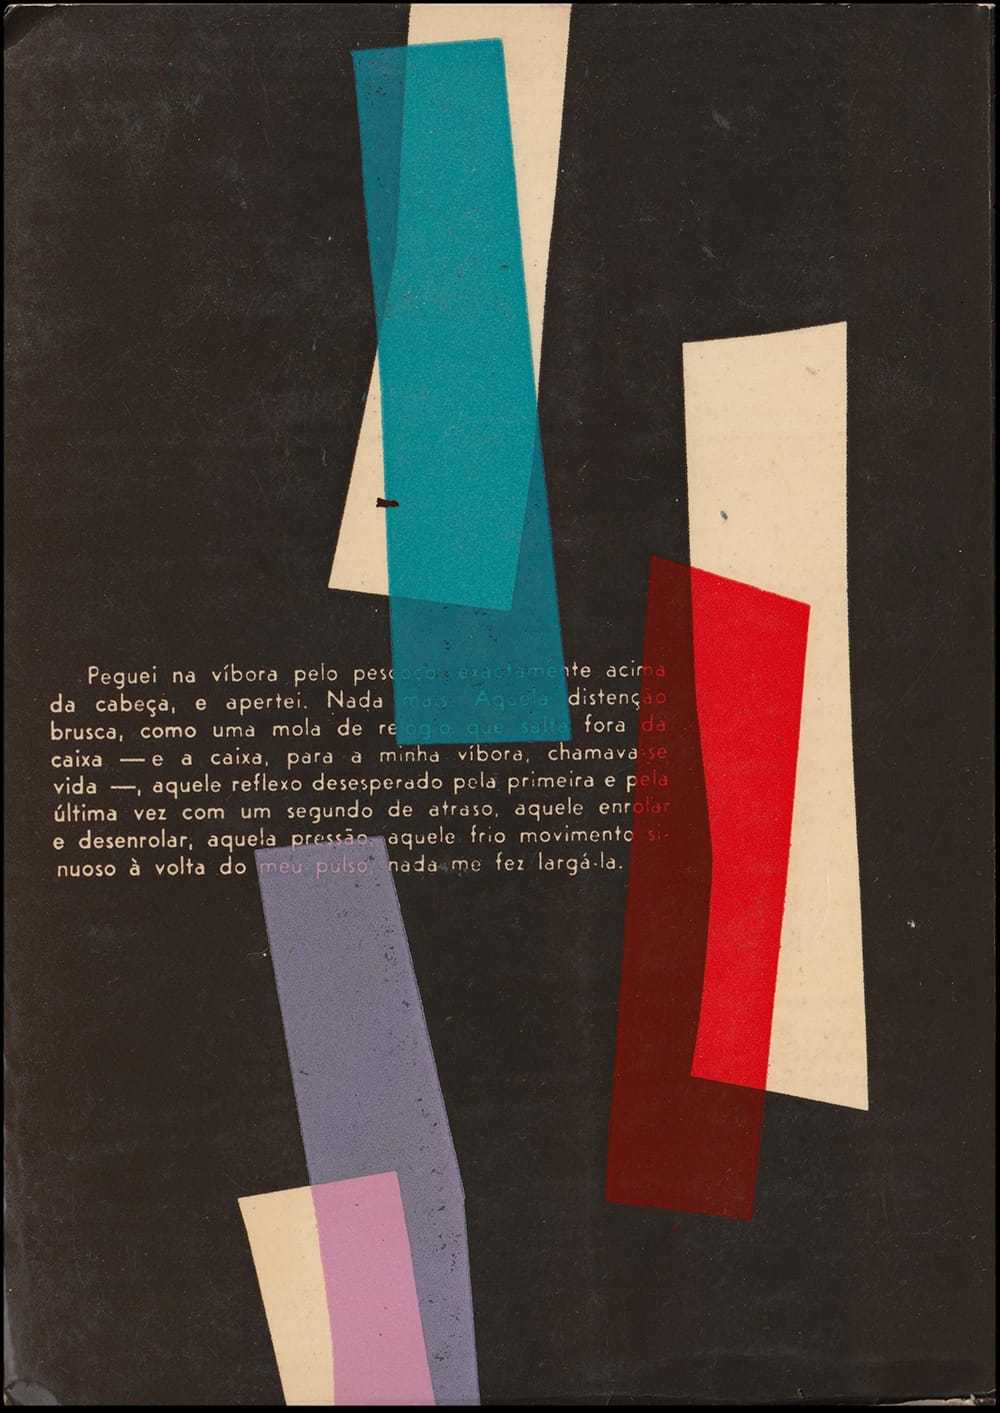 Peguei na víbora pelo pescoço, exactamente acima
da cabeça, e apertei. Nada mais. Aquela distenção
brusca, como uma mola de relógio que salta fora da
caixa — e a caixa, para a minha víbora, chamava-se
vida —, aquele reflexo desesperado pela primeira e pela
última vez com um segundo de atraso, aquele enrolar
e desenrolar, aquela pressão, aquele frio movimento si-
nuoso à volta do meu pulso, nada me fez largá-la.